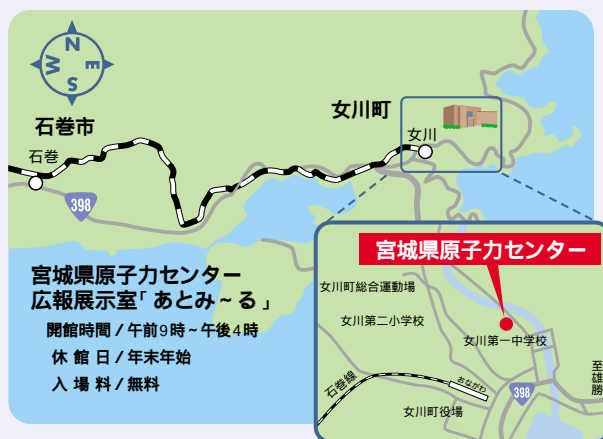 N
W
E
S
石巻市
石巻
398
女川町
女川
宮城県原子力センター
広報展示室「あとみ～る」
開館時間/午前9時～午後4時
休館日/年末年始
入場料/無料
宮城県原子力センター
女川町総合運動場
女川第二小学校
女川第一中学校
至雄勝
石巻線
おながわ
398
女川町役場